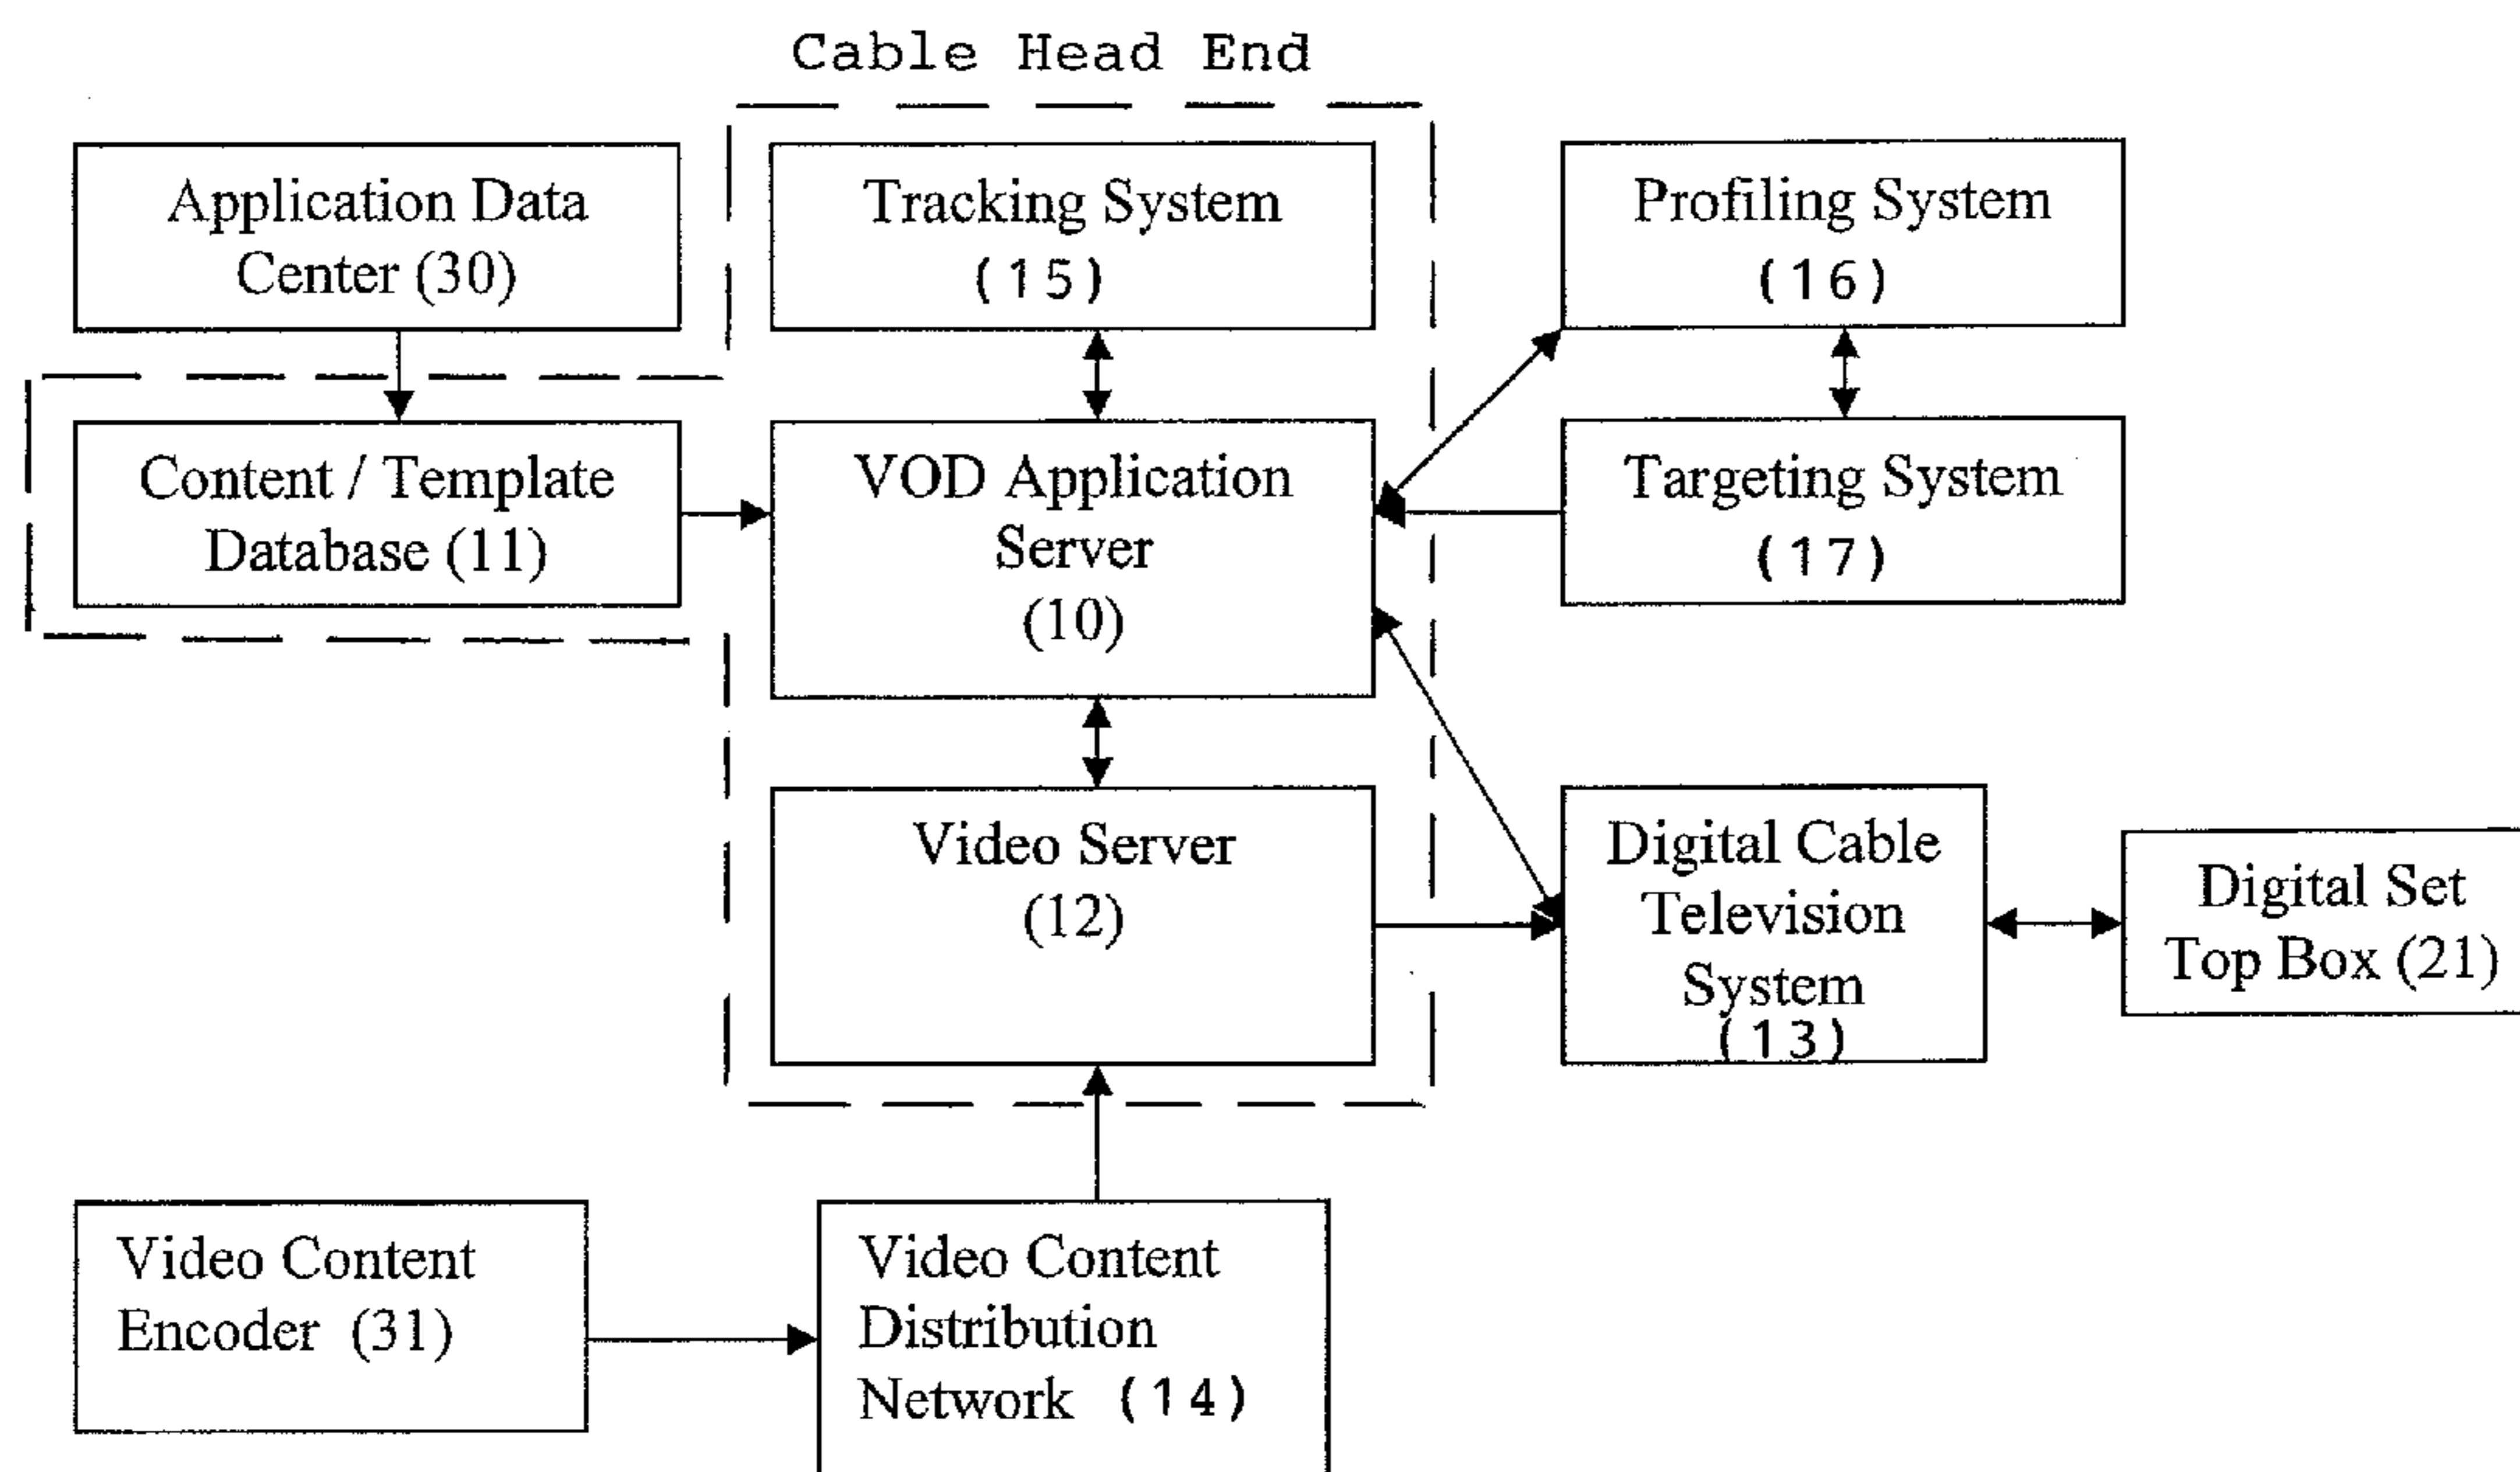 Cable Head End
Application Data
Center (30)
Tracking System
(15)
Profiling System
(16)
Content / Template
Database (11)
VOD Application
Server
(10)
Targeting System
(17)
Video Server
(12)
Digital Cable
Television
System
(13)
Digital Set
Top Box (21)
Video Content
Encoder (31)
Video Content
Distribution
Network (14)